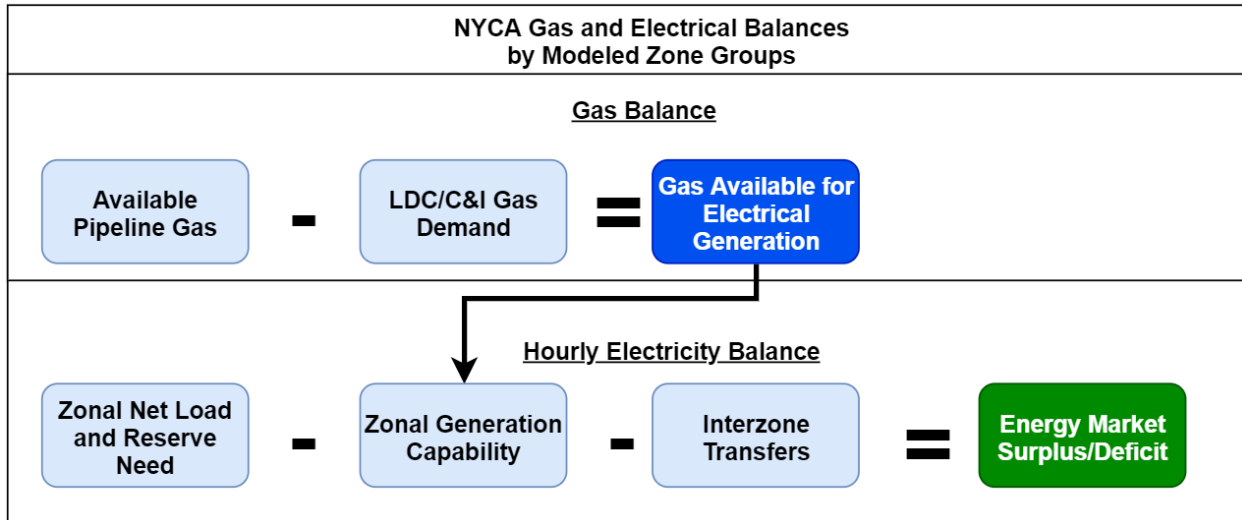 NYCA Gas and Electrical Balances
by Modeled Zone Groups
Gas Balance
Available
Pipeline Gas
-
LDC/C&I Gas
Demand
=
Gas Available for
Electrical
Generation
Hourly Electricity Balance
Zonal Net Load
and Reserve
Need
-
Zonal Generation
Capability
-
Interzone
Transfers
=
Energy Market
Surplus/Deficit